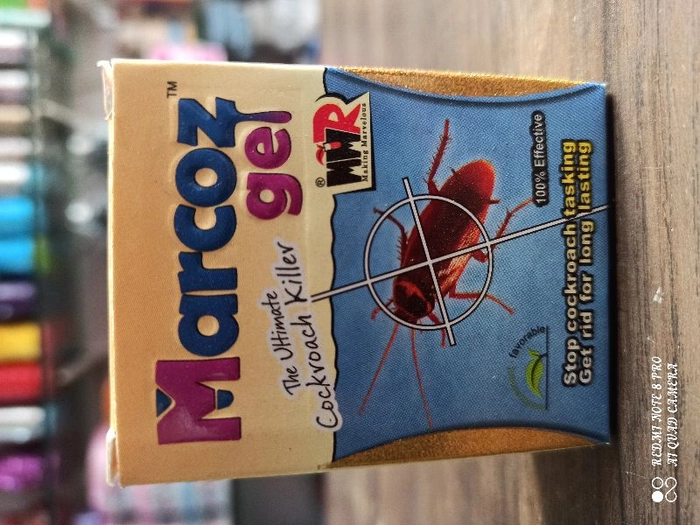 Marcoz™
gel
The Ultimate
Cockroach Killer
MWR®
Making Marvelous
100% Effective
favorable
Stop cockroach tasking
Get rid for long lasting
REDMI NOTE 8 PRO
AI QUAD CAMERA